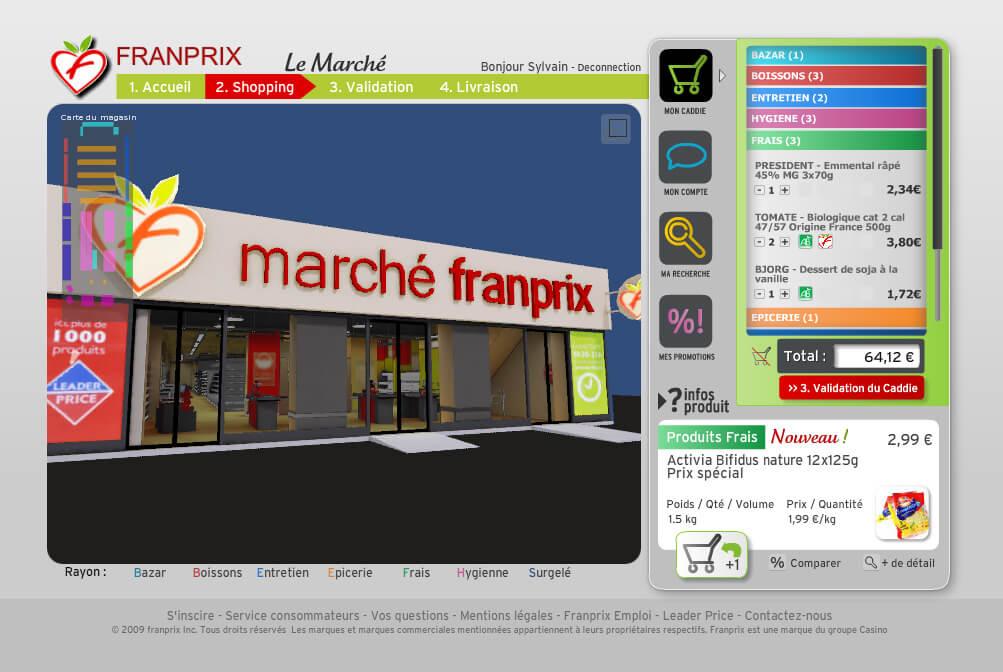 FRANPRIX
Le Marché
Bonjour Sylvain - Deconnection
1. Accueil
2. Shopping
3. Validation
4. Livraison
Carte du magasin
marché franprix
plus de
1000
produits
LEADER
PRICE
Rayon :
Bazar
Boissons
Entretien
Epicerie
Frais
Hygienne
Surgelé
MON CADDIE
MON COMPTE
MA RECHERCHE
%!
MES PROMOTIONS
? infos
produit
BAZAR (1)
BOISSONS (3)
ENTRETIEN (2)
HYGIENE (3)
FRAIS (3)
PRESIDENT - Emmental râpé
45% MG 3x70g
- 1 + 2,34€
TOMATE - Biologique cat 2 cal
47/57 Origine France 500g
- 2 + AB 3,80€
BJORG - Dessert de soja à la
vanille
- 1 + AB 1,72€
EPICERIE (1)
Total : 64,12 €
>> 3. Validation du Caddie
Produits Frais Nouveau ! 2,99 €
Activia Bifidus nature 12x125g
Prix spécial
Poids / Qté / Volume Prix / Quantité
1.5 kg 1,99 €/kg
+1
% Comparer
+ de détail
S'inscire - Service consommateurs - Vos questions - Mentions légales - Franprix Emploi - Leader Price - Contactez-nous
© 2009 franprix Inc. Tous droits réservés Les marques et marques commerciales mentionnées appartiennent à leurs propriétaires respectifs. Franprix est une marque du groupe Casino